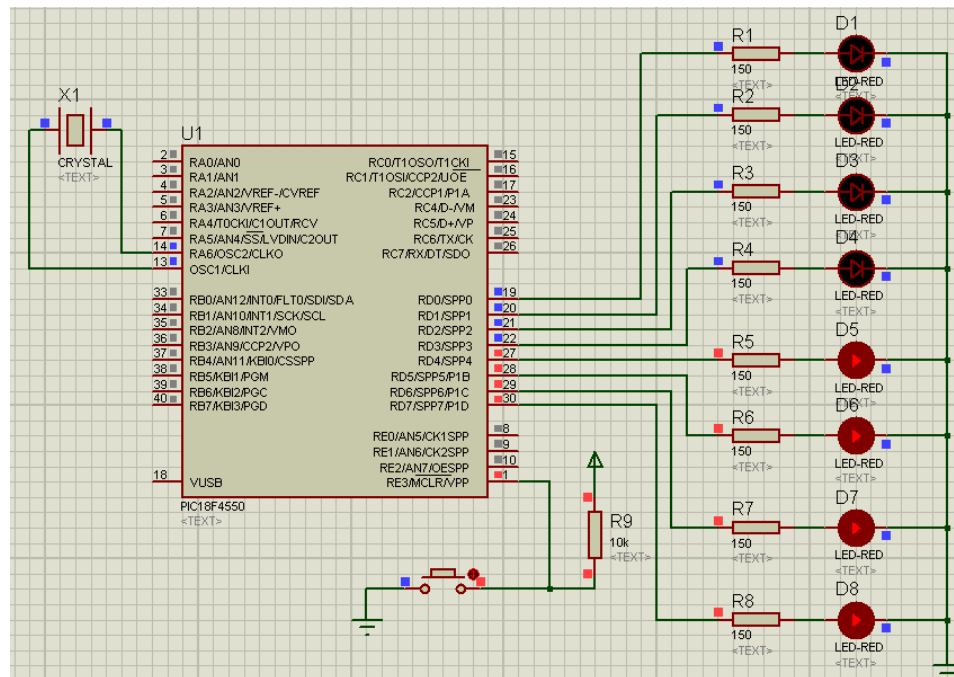 X1
CRYSTAL
<TEXT>
U1
2 RA0/AN0
3 RA1/AN1
4 RA2/AN2/VREF-/CVREF
5 RA3/AN3/VREF+
6 RA4/T0CKI/C1OUT/RCV
7 RA5/AN4/SS/LVDIN/C2OUT
14 RA6/OSC2/CLKO
13 OSC1/CLKI
33 RB0/AN12/INT0/FLT0/SDI/SDA
34 RB1/AN10/INT1/SCK/SCL
35 RB2/AN8/INT2/VMO
36 RB3/AN9/CCP2/VPO
37 RB4/AN11/KBI0/CSSPP
38 RB5/KBI1/PGM
39 RB6/KBI2/PGC
40 RB7/KBI3/PGD
18 VUSB
RC0/T1OSO/T1CKI 15
RC1/T1OSI/CCP2/UOE 16
RC2/CCP1/P1A 17
RC4/D-/VM 23
RC5/D+/VP 24
RC6/TX/CK 25
RC7/RX/DT/SDO 26
RD0/SPP0 19
RD1/SPP1 20
RD2/SPP2 21
RD3/SPP3 22
RD4/SPP4 27
RD5/SPP5/P1B 28
RD6/SPP6/P1C 29
RD7/SPP7/P1D 30
RE0/AN5/CK1SPP 8
RE1/AN6/CK2SPP 9
RE2/AN7/OESPP 10
RE3/MCLR/VPP 1
PIC18F4550
<TEXT>
R9
10k
<TEXT>
R1
150
<TEXT>
D1
LED-RED
<TEXT>
R2
150
<TEXT>
D2
LED-RED
<TEXT>
R3
150
<TEXT>
D3
LED-RED
<TEXT>
R4
150
<TEXT>
D4
LED-RED
<TEXT>
R5
150
<TEXT>
D5
LED-RED
<TEXT>
R6
150
<TEXT>
D6
LED-RED
<TEXT>
R7
150
<TEXT>
D7
LED-RED
<TEXT>
R8
150
<TEXT>
D8
LED-RED
<TEXT>